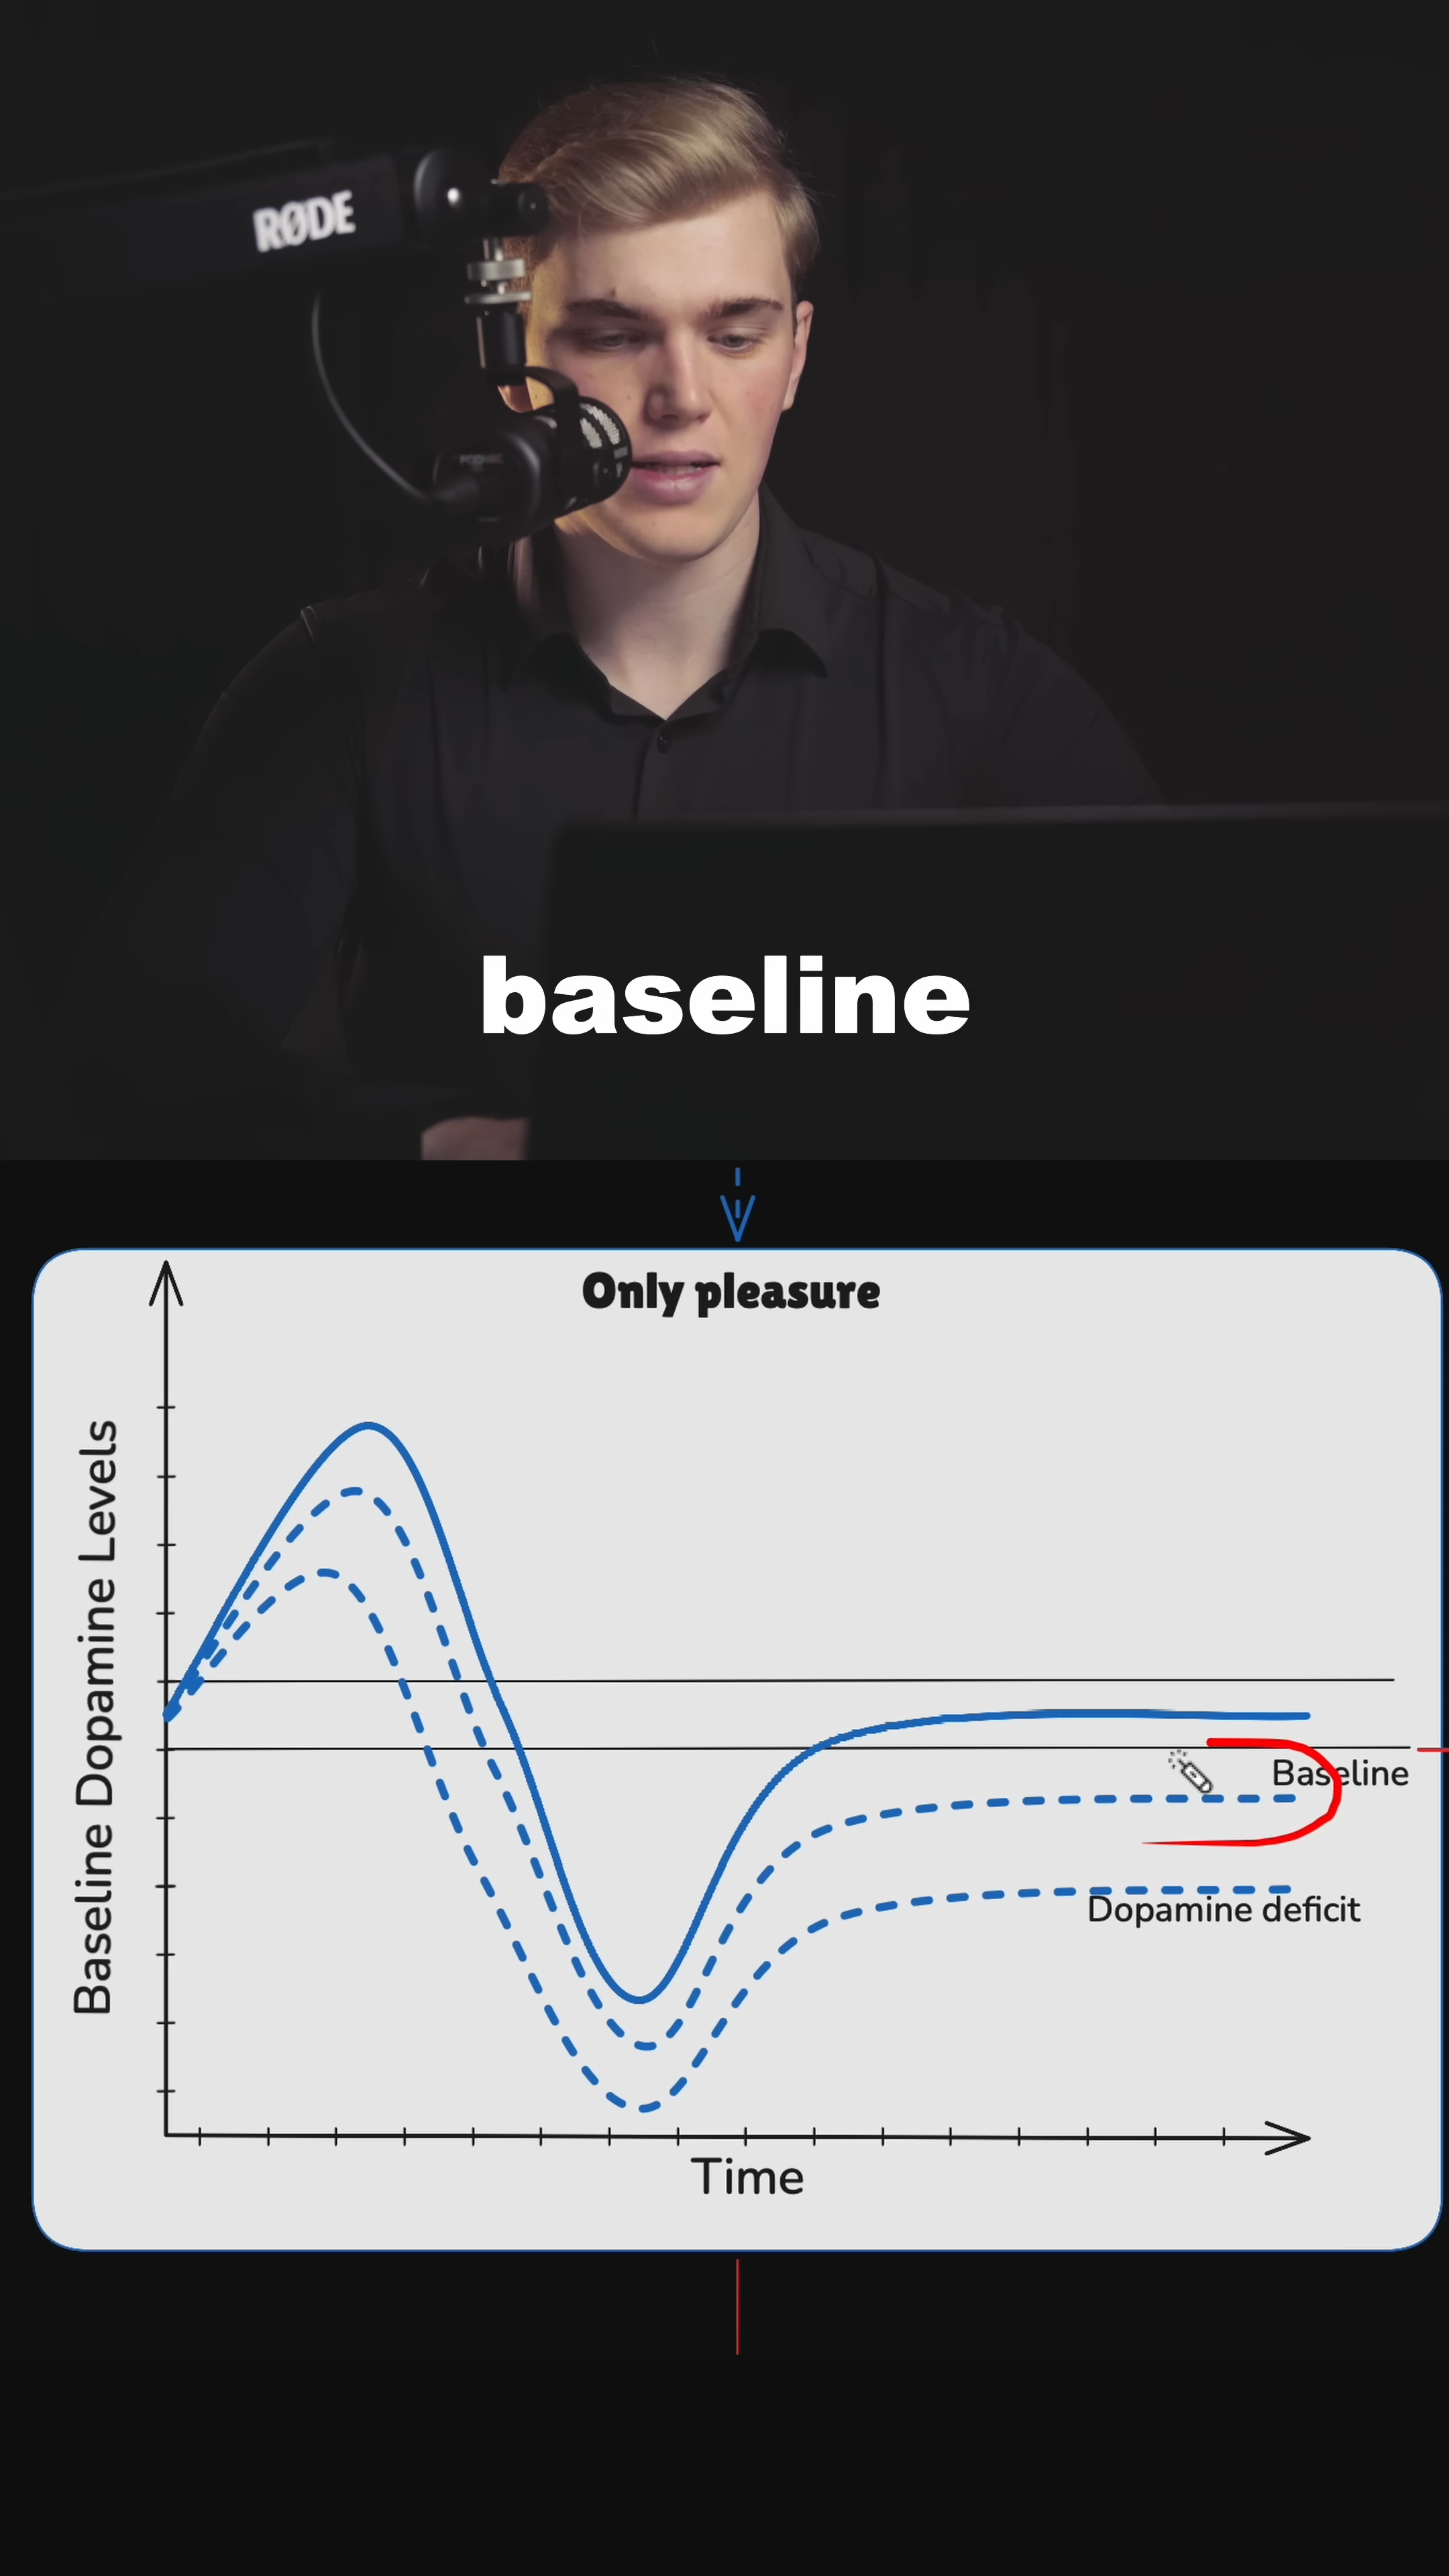 RØDE
baseline
Only pleasure
Baseline Dopamine Levels
Baseline
Dopamine deficit
Time